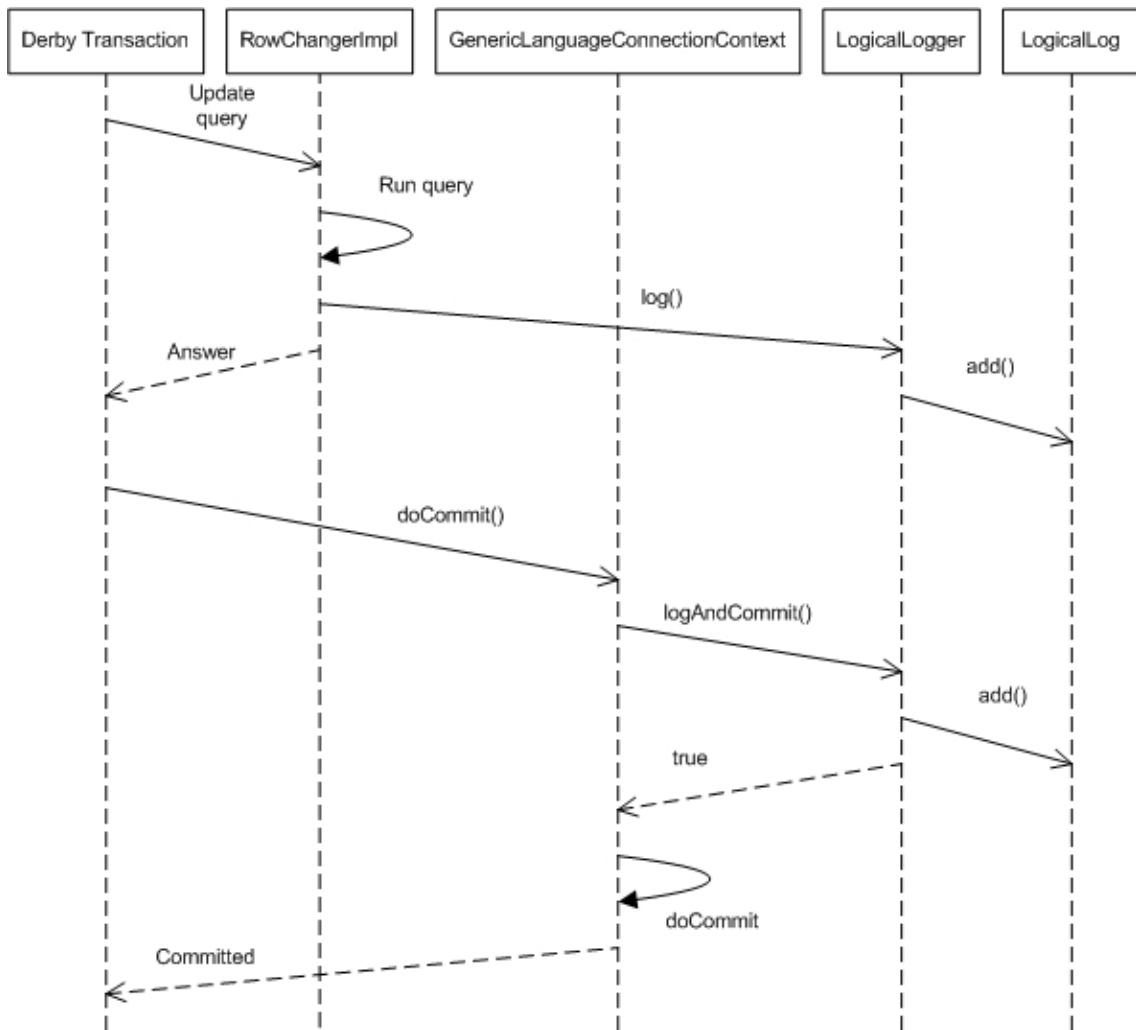 Derby Transaction
RowChangerImpl
GenericLanguageConnectionContext
LogicalLogger
LogicalLog
Update
query
Run query
log()
Answer
add()
doCommit()
logAndCommit()
add()
true
doCommit
Committed